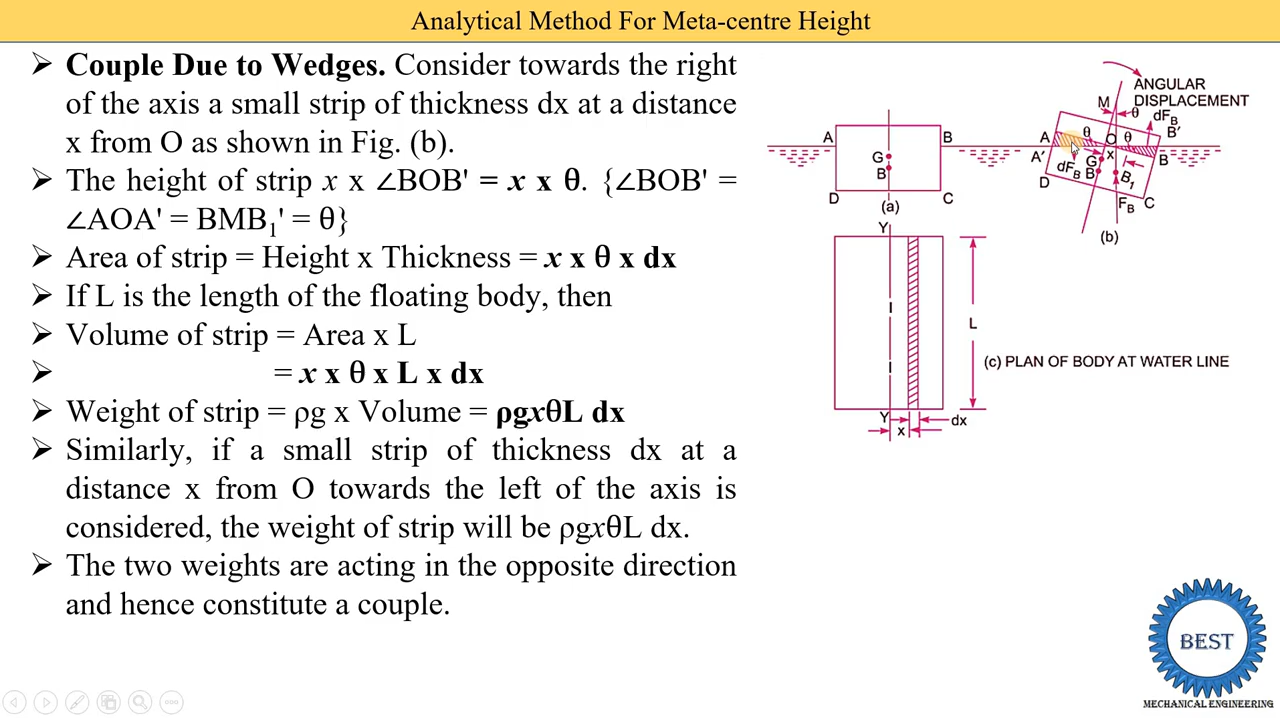 Analytical Method For Meta-centre Height
➢ Couple Due to Wedges. Consider towards the right
of the axis a small strip of thickness dx at a distance
x from O as shown in Fig. (b).
➢ The height of strip x x ∠BOB' = x x θ. {∠BOB' =
∠AOA' = BMB₁' = θ}
➢ Area of strip = Height x Thickness = x x θ x dx
➢ If L is the length of the floating body, then
➢ Volume of strip = Area x L
➢ = x x θ x L x dx
➢ Weight of strip = ρg x Volume = ρgxθL dx
➢ Similarly, if a small strip of thickness dx at a
distance x from O towards the left of the axis is
considered, the weight of strip will be ρgxθL dx.
➢ The two weights are acting in the opposite direction
and hence constitute a couple.
A
B
G
B
D
C
(a)
ANGULAR
DISPLACEMENT
M
θ
dF_B
B'
A
θ
O
θ
A'
G
x
B
dF_B
B
B₁
D
F_B
C
(b)
Y
L
(c) PLAN OF BODY AT WATER LINE
Y
x
dx
BEST
MECHANICAL ENGINEERING